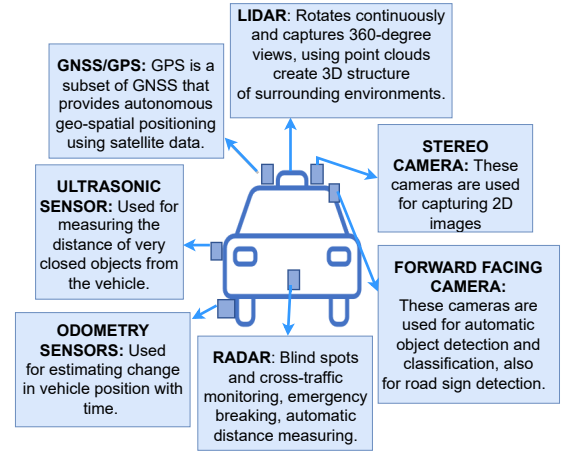 LIDAR: Rotates continuously
and captures 360-degree
views, using point clouds
create 3D structure
of surrounding environments.
GNSS/GPS: GPS is a
subset of GNSS that
provides autonomous
geo-spatial positioning
using satellite data.
STEREO
CAMERA: These
cameras are used
for capturing 2D
images
ULTRASONIC
SENSOR: Used for
measuring the
distance of very
closed objects from
the vehicle.
FORWARD FACING
CAMERA:
These cameras are
used for automatic
object detection and
classification, also
for road sign detection.
ODOMETRY
SENSORS: Used
for estimating change
in vehicle position with
time.
RADAR: Blind spots
and cross-traffic
monitoring, emergency
breaking, automatic
distance measuring.